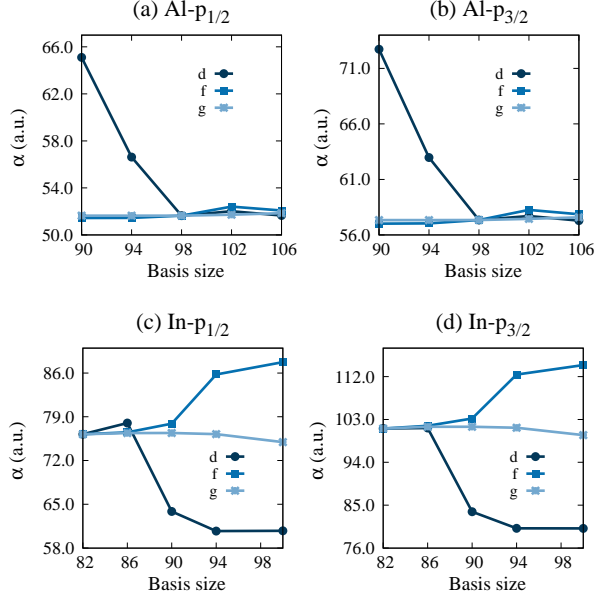 (a) Al-p1/2
(b) Al-p3/2
α (a.u.)
66.0
62.0
58.0
52.0
50.0
d
f
g
90 94 98 102 106
Basis size
α (a.u.)
71.0
66.0
61.0
57.0
56.0
d
f
g
90 94 98 102 106
Basis size
(c) In-p1/2
(d) In-p3/2
α (a.u.)
86.0
79.0
72.0
65.0
58.0
d
f
g
82 86 90 94 98
Basis size
α (a.u.)
112.0
103.0
94.0
85.0
76.0
d
f
g
82 86 90 94 98
Basis size